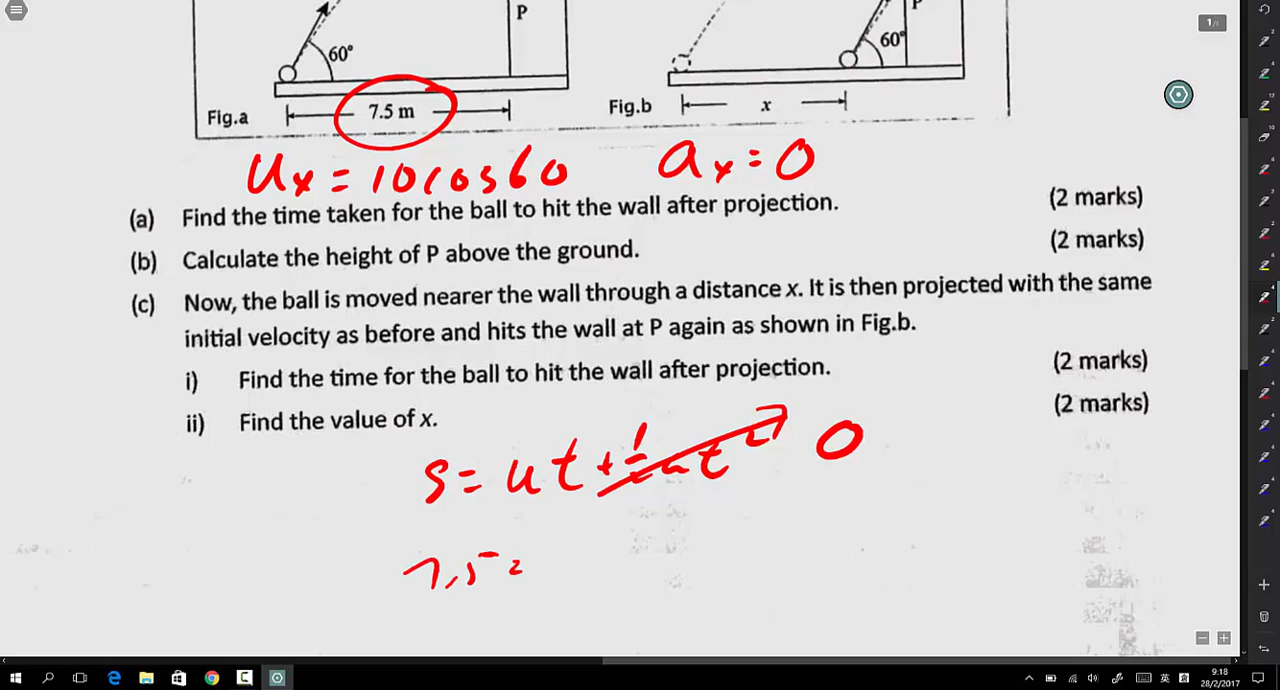 1/1
P
60°
7.5 m
Fig.a
P
60°
x
Fig.b
Ux = 10cos60
ax = 0
(a) Find the time taken for the ball to hit the wall after projection. (2 marks)
(b) Calculate the height of P above the ground. (2 marks)
(c) Now, the ball is moved nearer the wall through a distance x. It is then projected with the same
initial velocity as before and hits the wall at P again as shown in Fig.b.
i) Find the time for the ball to hit the wall after projection. (2 marks)
ii) Find the value of x. (2 marks)
s = ut + ½at² 0
7.5 =
9:18
28/2/2017